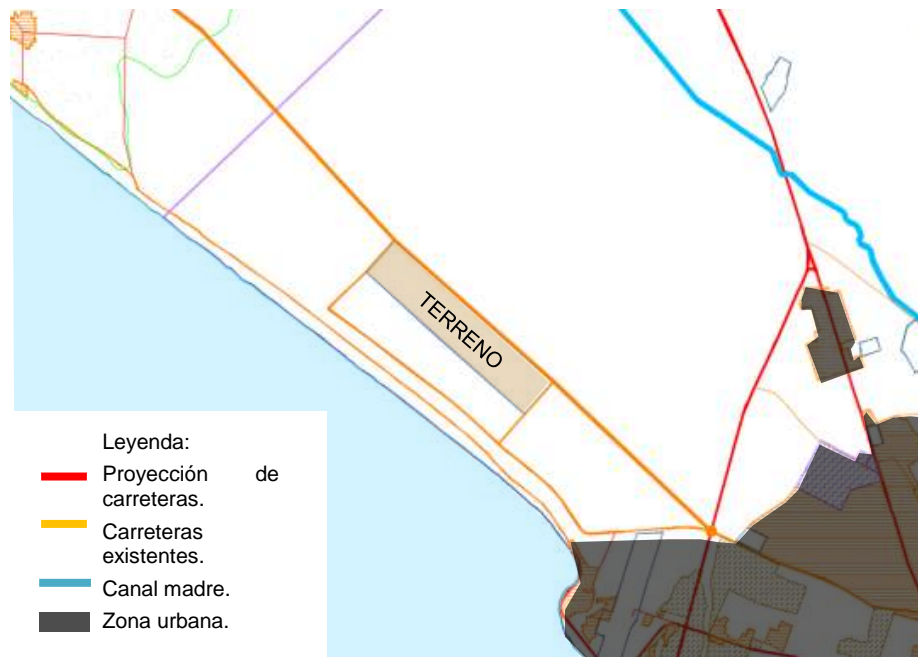 TERRENO
Leyenda:
Proyección de
carreteras.
Carreteras
existentes.
Canal madre.
Zona urbana.